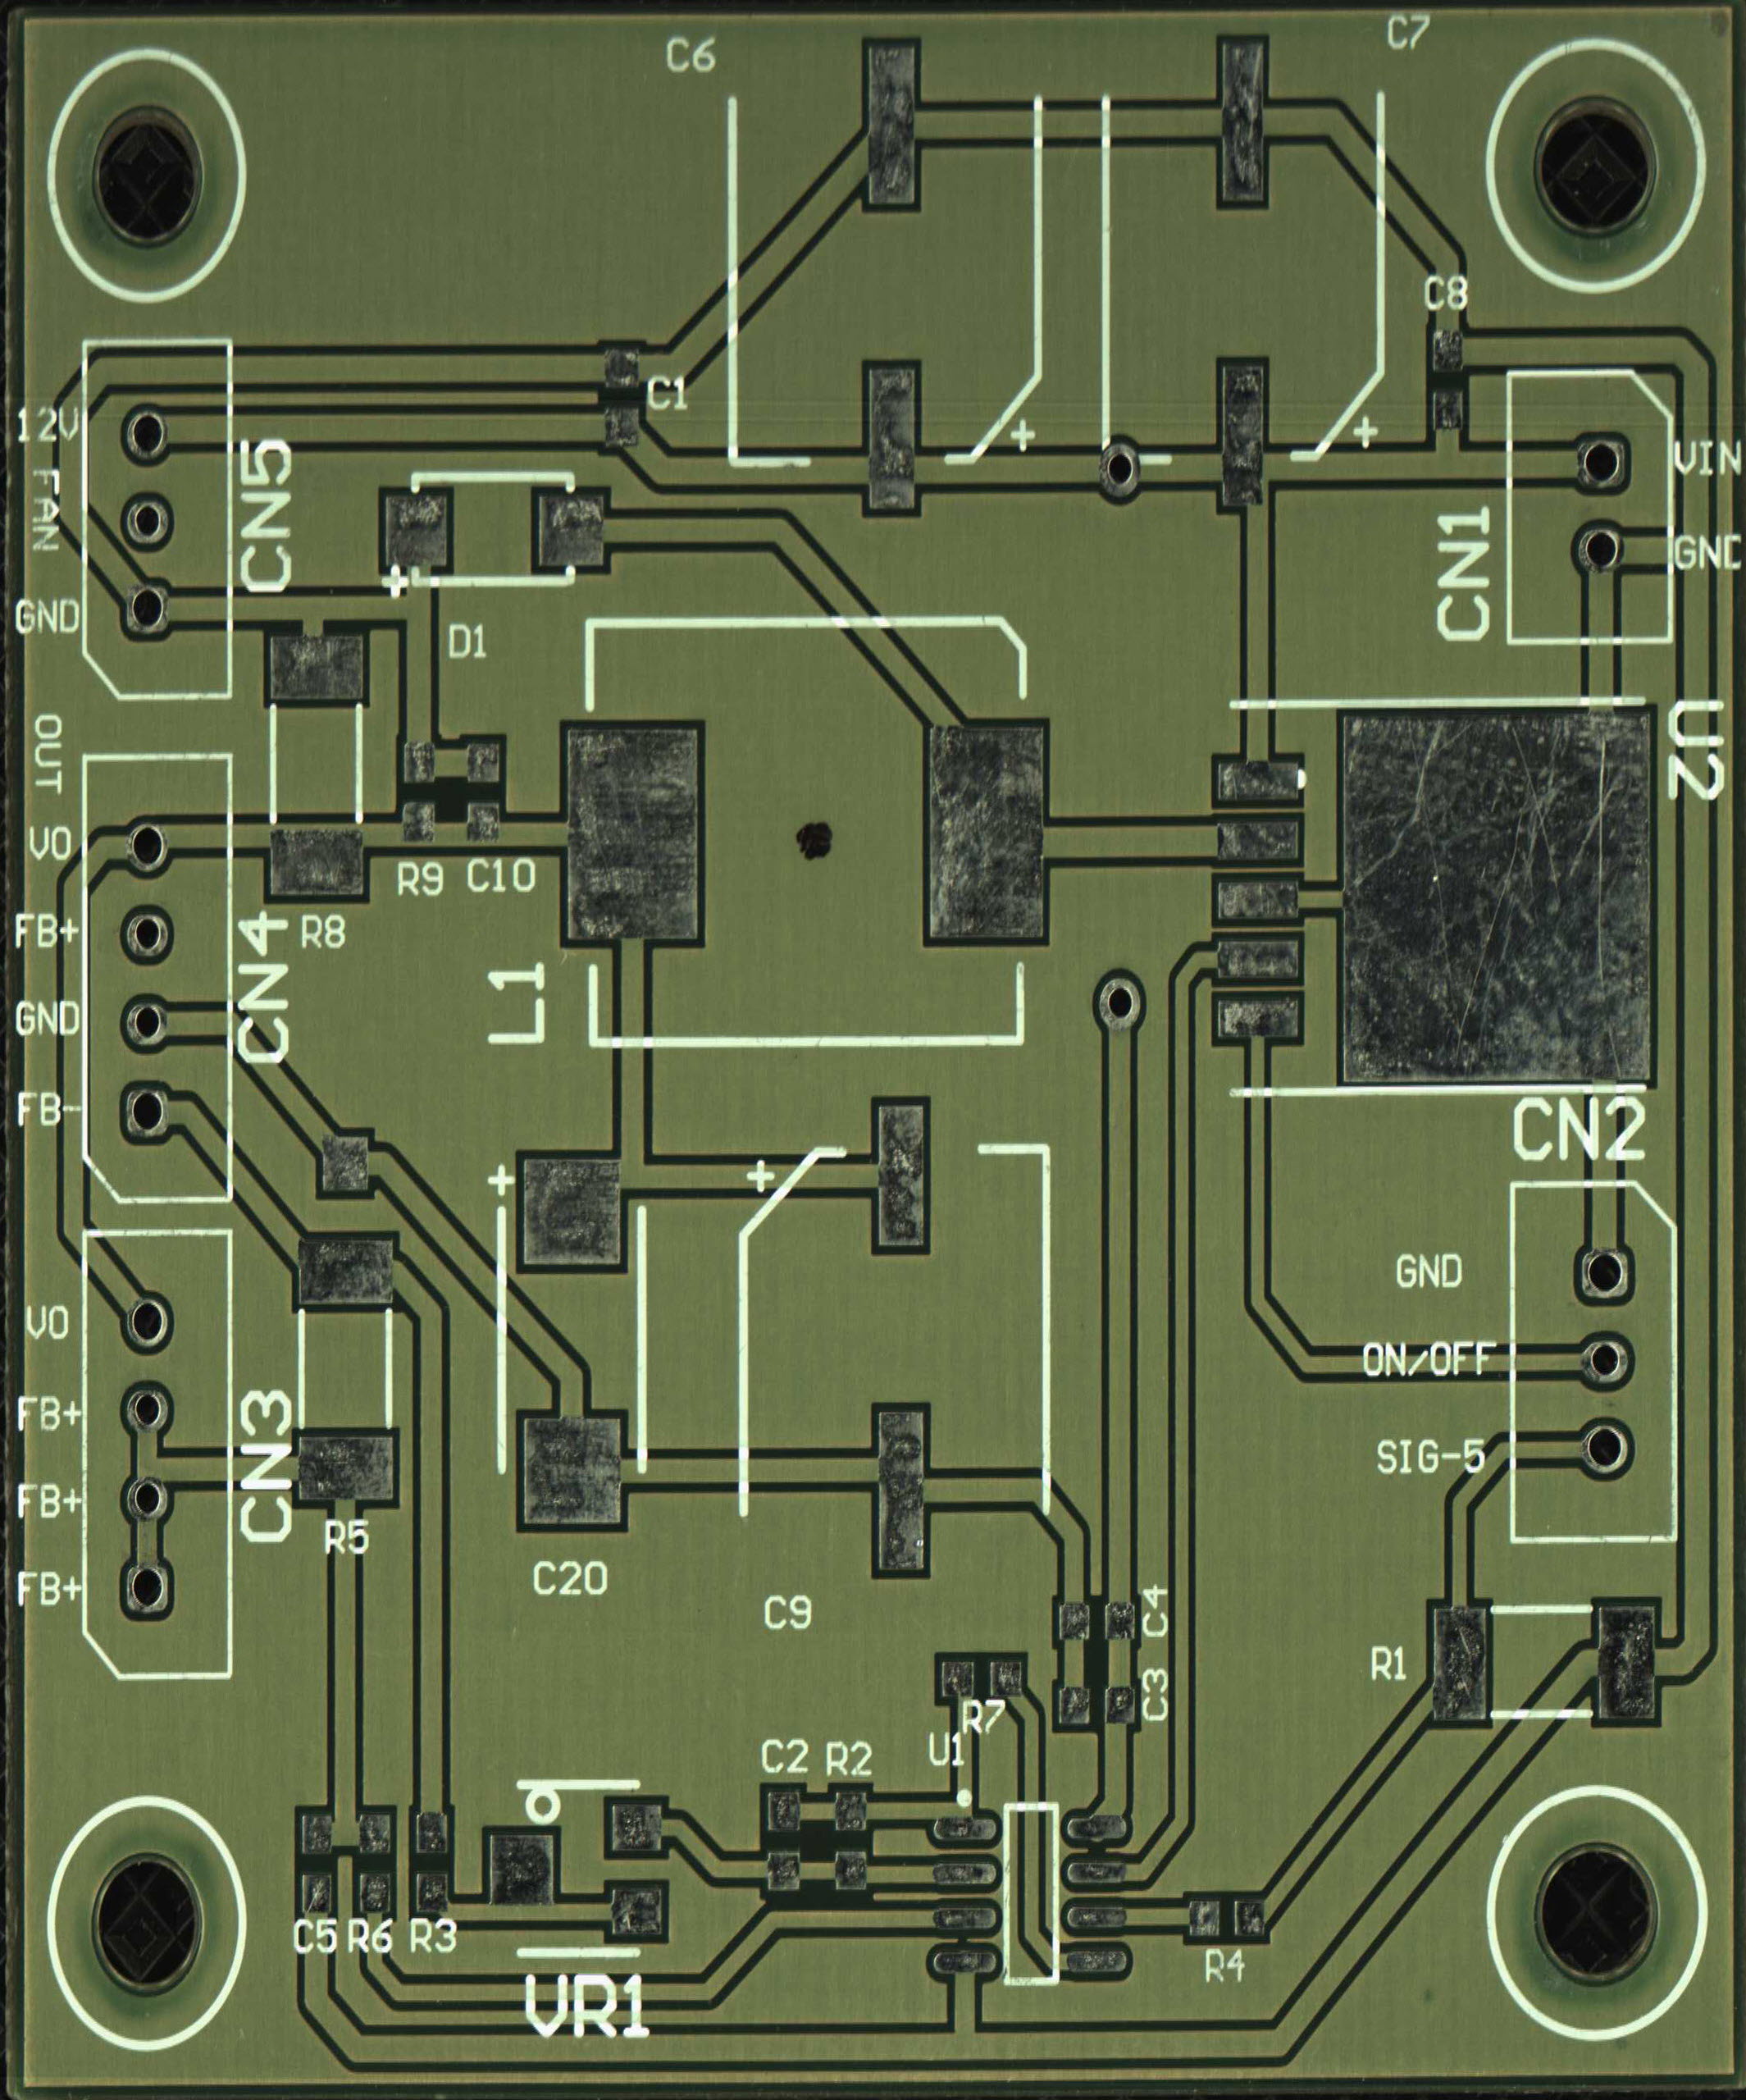 C7
C6
C8
C1
12V
VIN
FAN
CN5
CN1
GND
GND
D1
U2
OUT
VO
R9
C10
FB+
R8
CN4
L1
GND
FB-
CN2
+
+
+
+
+
GND
VO
ON/OFF
FB+
CN3
SIG-5
FB+
R5
C20
FB+
C9
C4
R1
C3
R7
U1
C2
R2
C5
R6
R3
R4
VR1